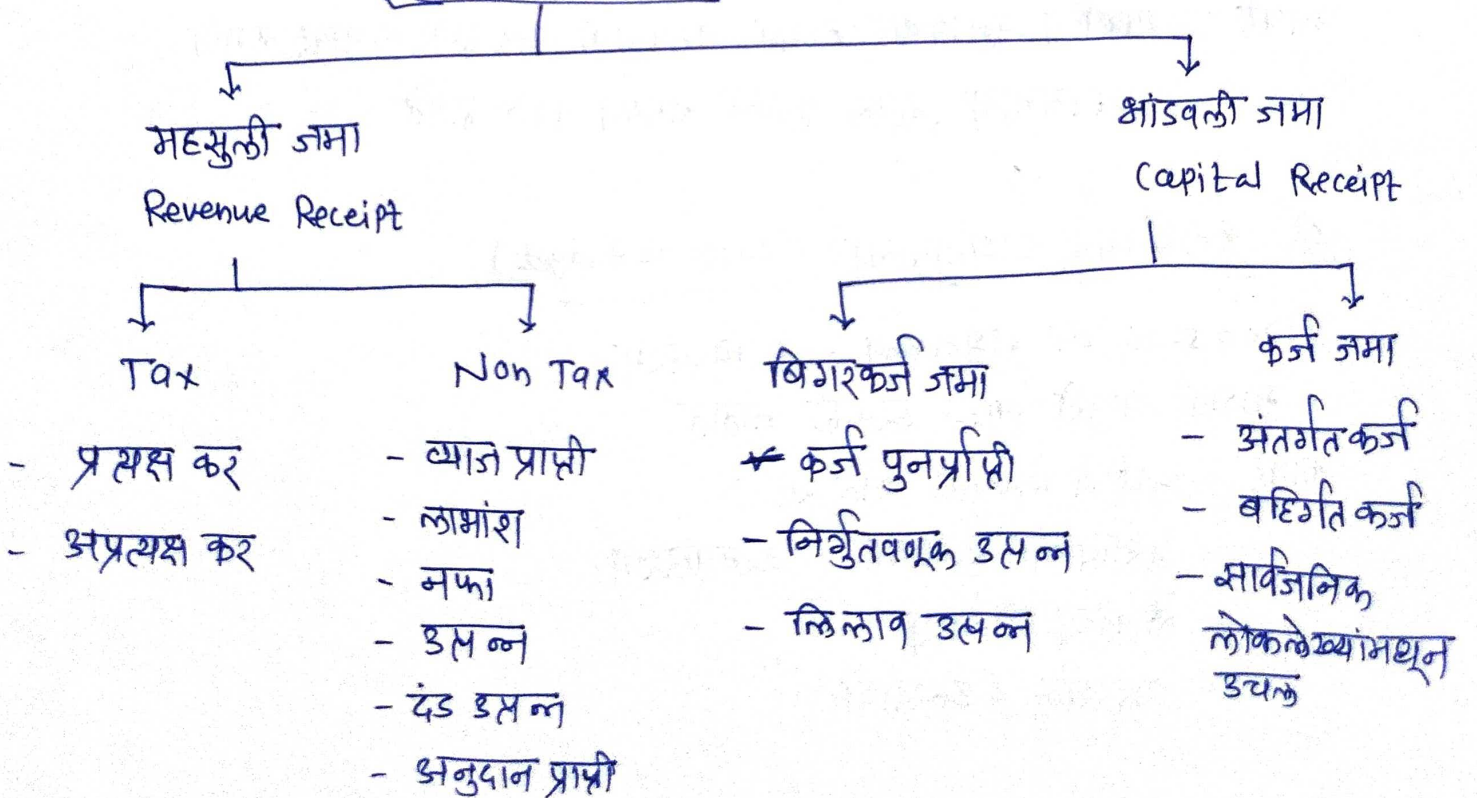 महसुली जमा
Revenue Receipt
भांडवली जमा
Capital Receipt
Tax
- प्रत्यक्ष कर
- अप्रत्यक्ष कर
Non Tax
- व्याज प्राप्ती
- लाभांश
- नफा
- उत्पन्न
- दंड उत्पन्न
- अनुदान प्राप्ती
बिगरकर्ज जमा
- कर्ज पुनर्प्राप्ती
- निर्गुतवणूक उत्पन्न
- लिलाव उत्पन्न
कर्ज जमा
- अंतर्गत कर्ज
- बहिर्गत कर्ज
- सार्वजनिक
लोकलेख्यांमधून
उचल